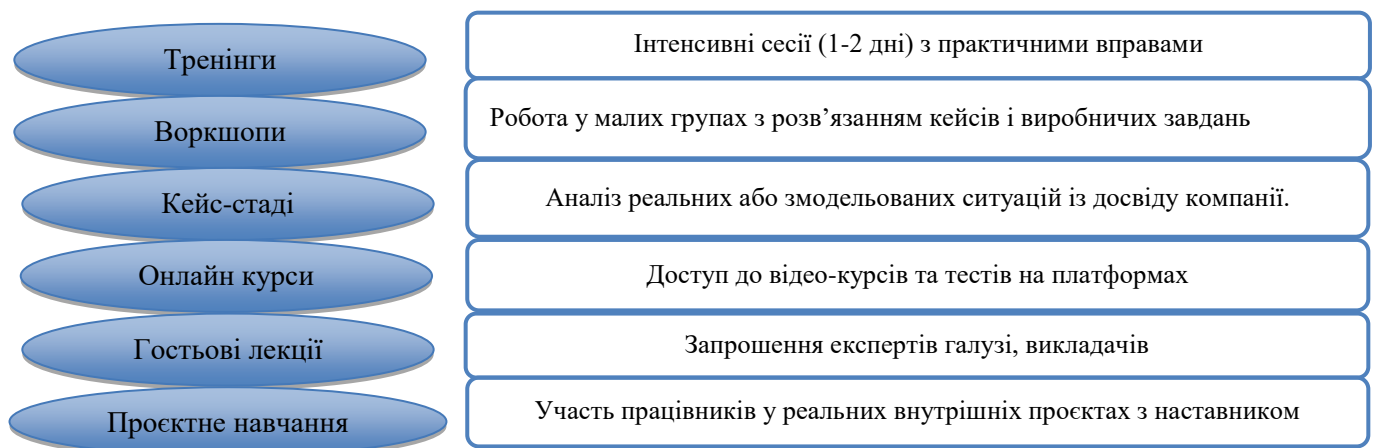 Тренінги
Інтенсивні сесії (1-2 дні) з практичними вправами
Воркшопи
Робота у малих групах з розв’язанням кейсів і виробничих завдань
Кейс-стаді
Аналіз реальних або змодельованих ситуацій із досвіду компанії.
Онлайн курси
Доступ до відео-курсів та тестів на платформах
Гостьові лекції
Запрошення експертів галузі, викладачів
Проєктне навчання
Участь працівників у реальних внутрішніх проєктах з наставником